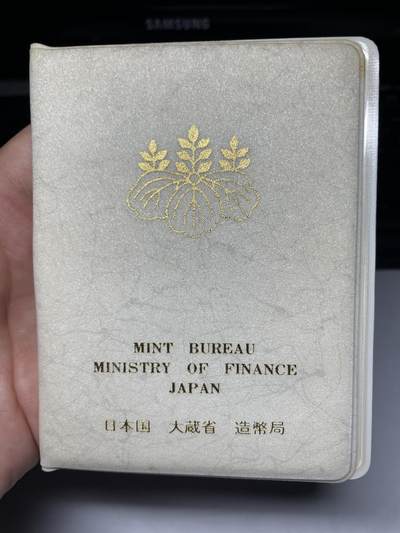 SAMSUNG
MINT BUREAU
MINISTRY OF FINANCE
JAPAN
日本国 大蔵省 造幣局